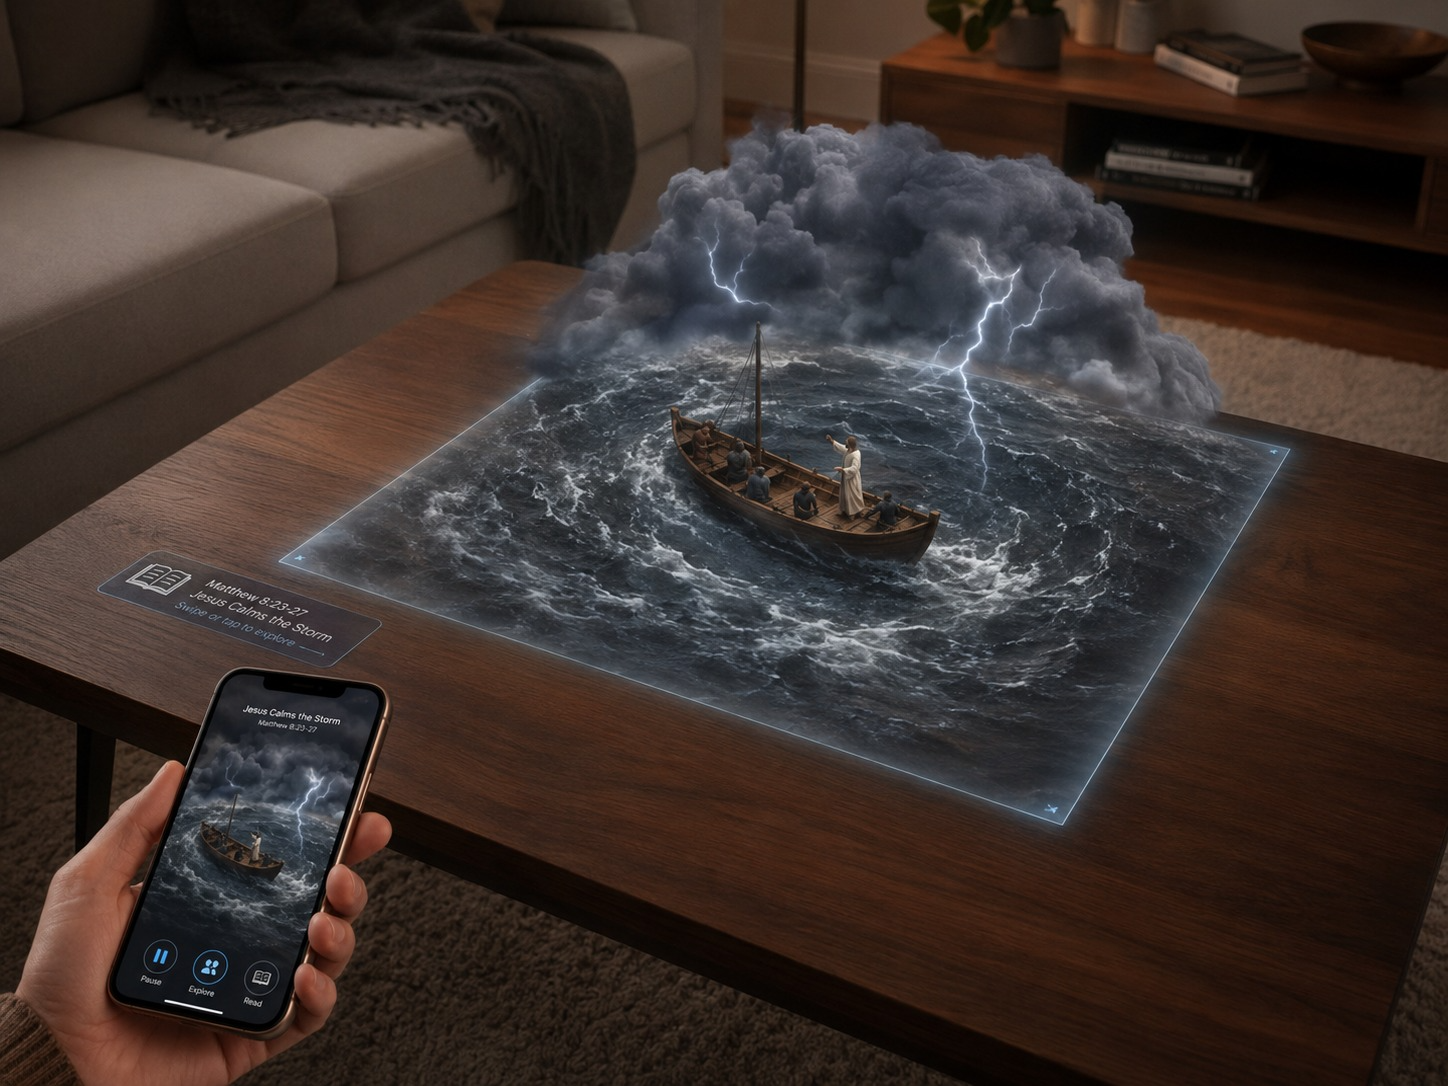 Matthew 8:23-27
Jesus Calms the Storm
Swipe or tap to explore
Jesus Calms the Storm
Matthew 8:23-27
Pause
Explore
Read